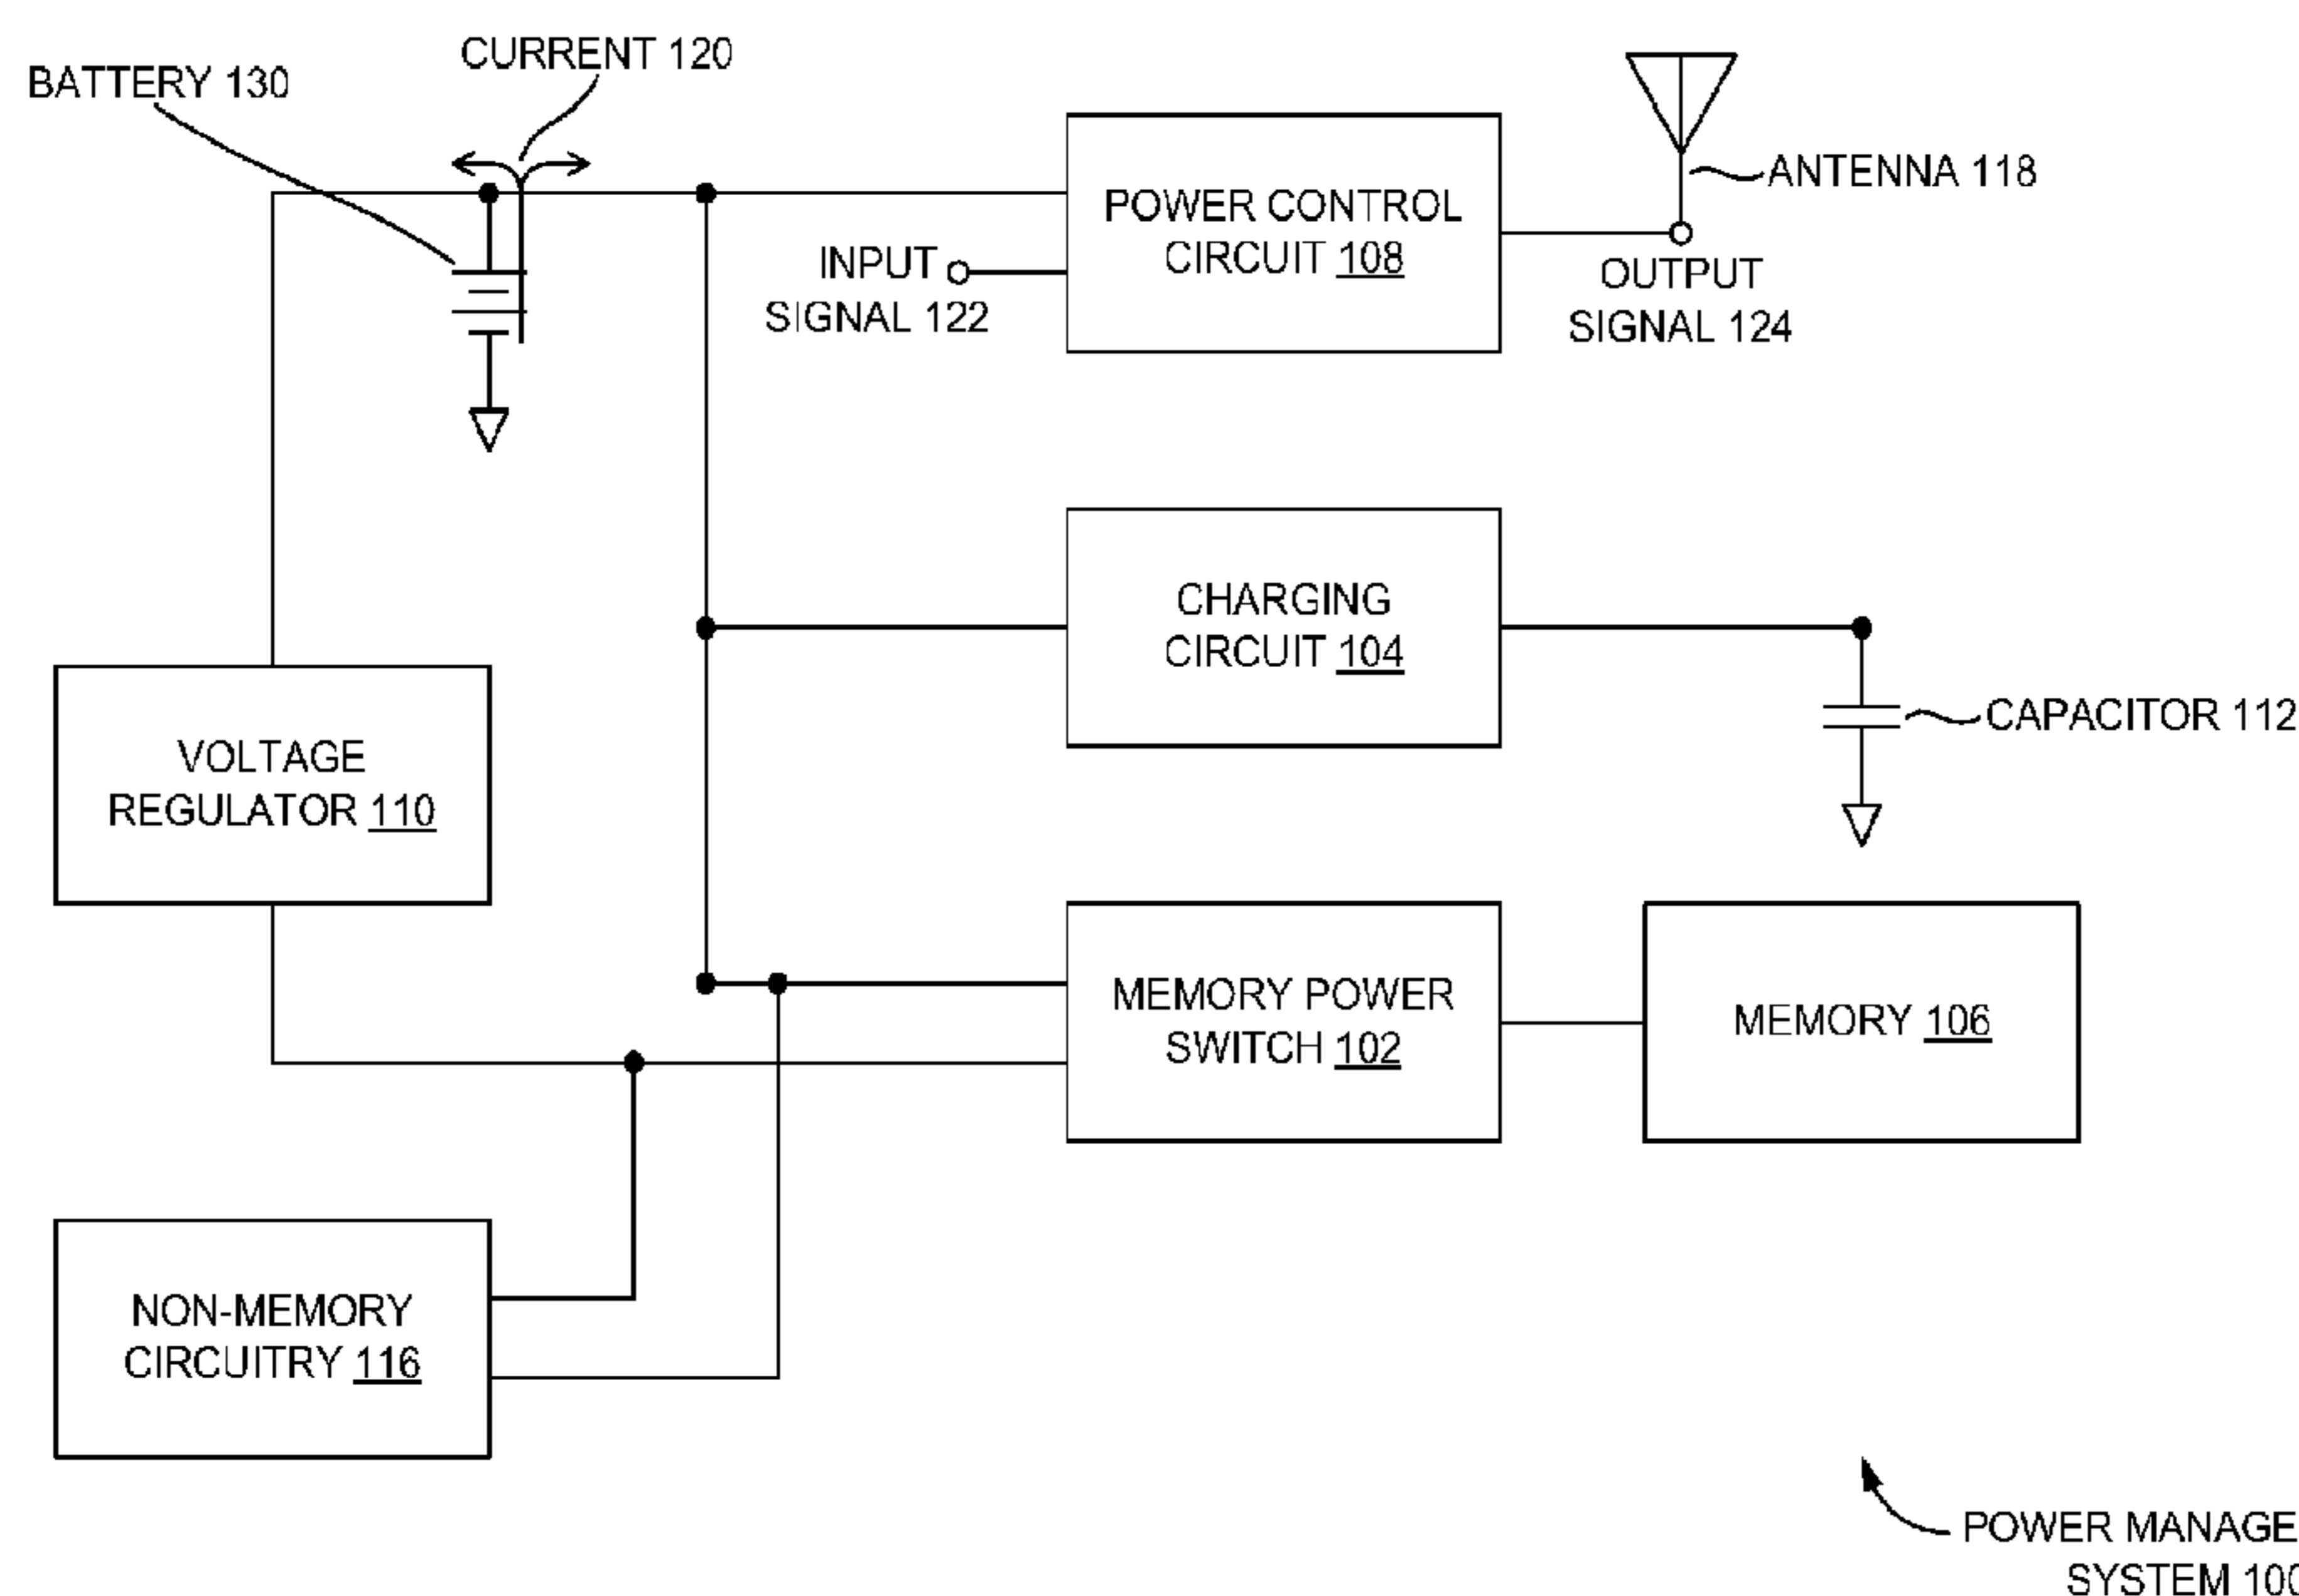 CURRENT 120
BATTERY 130
ANTENNA 118
POWER CONTROL
CIRCUIT 108
INPUT
SIGNAL 122
OUTPUT
SIGNAL 124
CHARGING
CIRCUIT 104
CAPACITOR 112
VOLTAGE
REGULATOR 110
MEMORY POWER
SWITCH 102
MEMORY 106
NON-MEMORY
CIRCUITRY 116
POWER MANAGE
SYSTEM 100